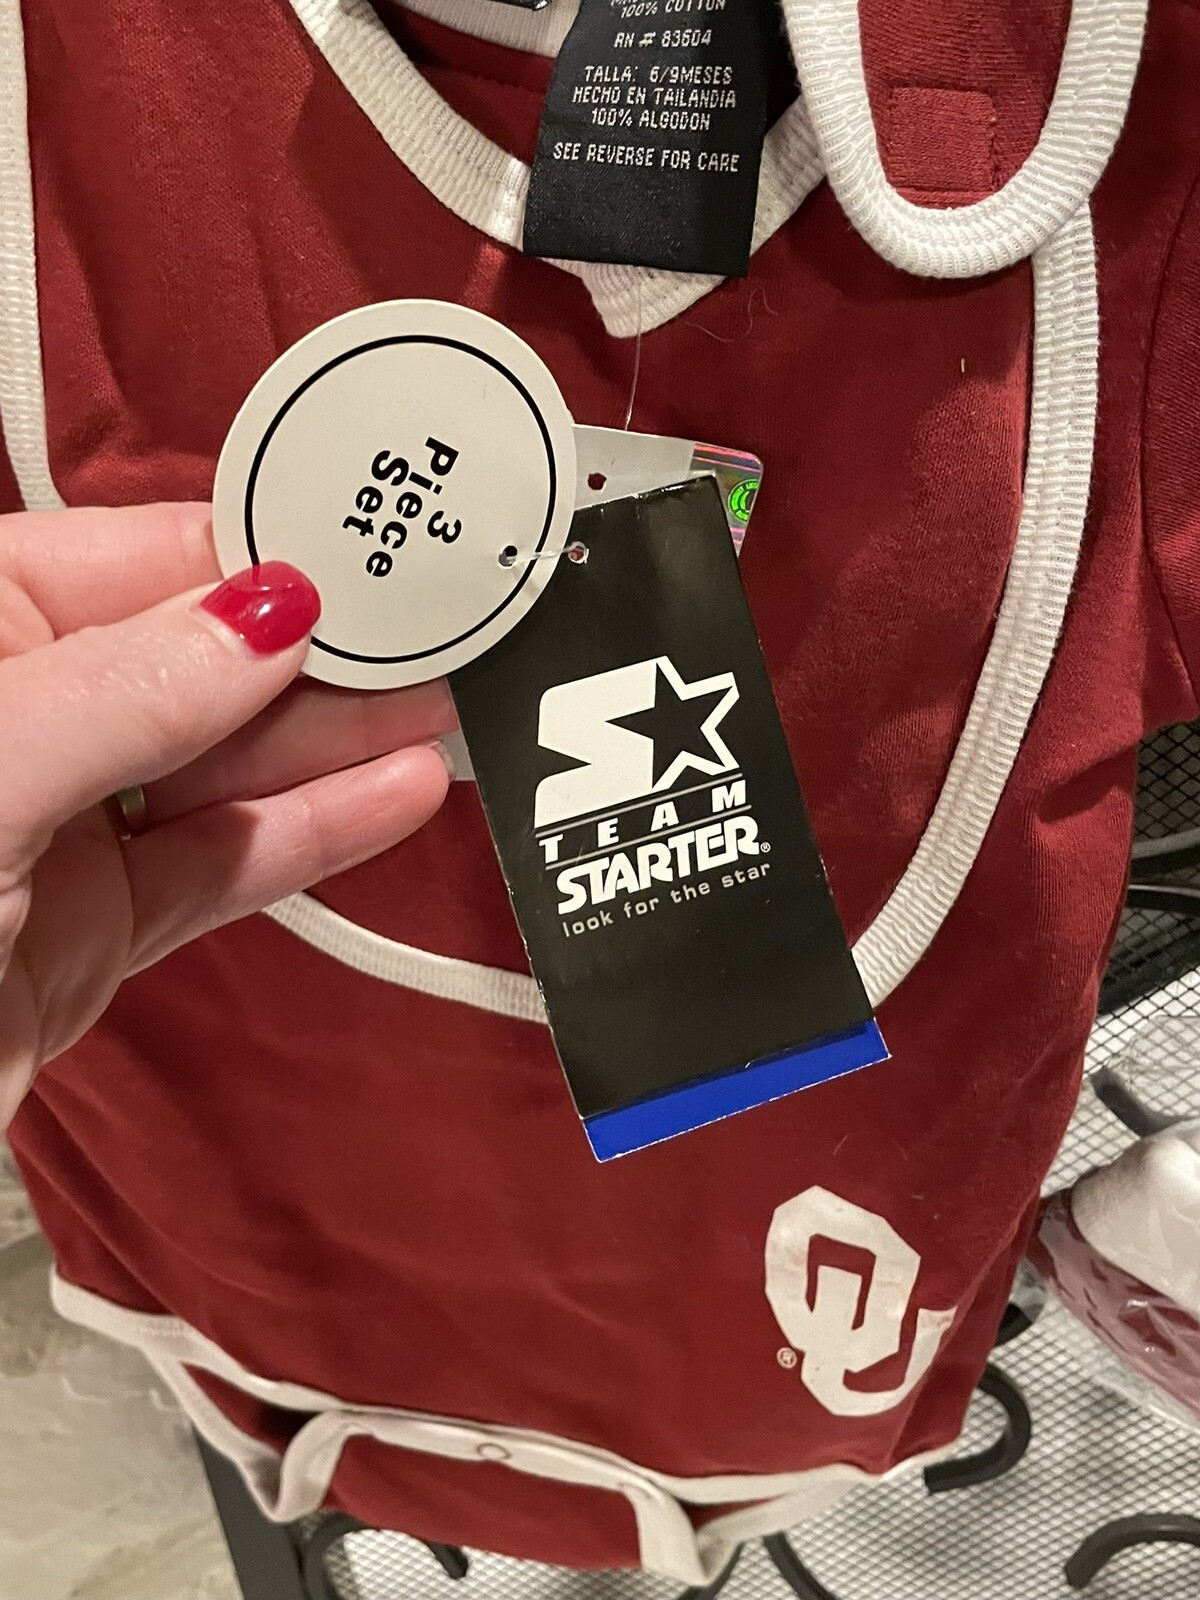 100% COTTON
RN # 83604
TALLA: 6/9MESES
HECHO EN TAILANDIA
100% ALGODON
SEE REVERSE FOR CARE
3
Piece
Set
TEAM
STARTER®
look for the star
OU
®